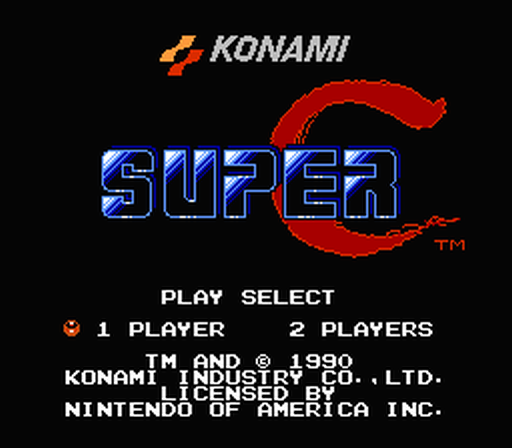 KONAMI
SUPER C
TM
PLAY SELECT
1 PLAYER 2 PLAYERS
TM AND © 1990
KONAMI INDUSTRY CO.,LTD.
LICENSED BY
NINTENDO OF AMERICA INC.